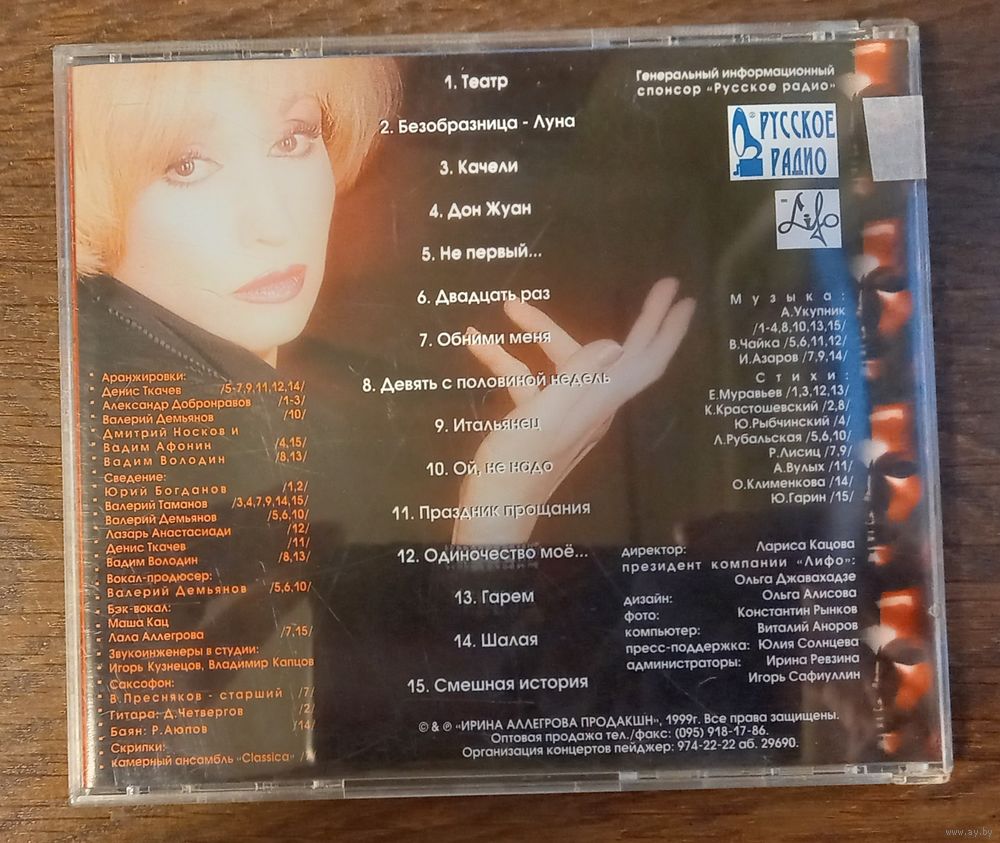 1. Театр
2. Безобразница - Луна
3. Качели
4. Дон Жуан
5. Не первый...
6. Двадцать раз
7. Обними меня
8. Девять с половиной недель
9. Итальянец
10. Ой, не надо
11. Праздник прощания
12. Одиночество моё...
13. Гарем
14. Шалая
15. Смешная история
Генеральный информационный
спонсор «Русское радио»
РУССКОЕ
РАДИО
Lifo
Музыка:
А.Укупник
/1-4,8,10,13,15/
В.Чайка /5,6,11,12/
И.Азаров /7,9,14/
Стихи:
Е.Муравьев /1,3,12,13/
К.Крастошевский /2,8/
Ю.Рыбчинский /4/
Л.Рубальская /5,6,10/
Р.Лисиц /7,9/
А.Вулых /11/
О.Клименкова /14/
Ю.Гарин /15/
Аранжировки:
Денис Ткачев /5-7,9,11,12,14/
Александр Добронравов /1-3/
Валерий Демьянов /10/
Дмитрий Носков и
Вадим Афонин /4,15/
Вадим Володин /8,13/
Сведение:
Юрий Богданов /1,2/
Валерий Таманов /3,4,7,9,14,15/
Валерий Демьянов /5,6,10/
Лазарь Анастасиади /12/
Денис Ткачев /11/
Вадим Володин /8,13/
Вокал-продюсер:
Валерий Демьянов /5,6,10/
Бэк-вокал:
Маша Кац
Лала Аллегрова /7,15/
Звукоинженеры в студии:
Игорь Кузнецов, Владимир Капцов
Саксофон:
В.Пресняков - старший /7/
Гитара: Д.Четвергов /2/
Баян: Р.Аюпов /14/
Скрипки:
камерный ансамбль «Classica»
директор: Лариса Кацова
президент компании «Лифо»:
Ольга Джавахадзе
дизайн: Ольга Алисова
фото: Константин Рынков
компьютер: Виталий Аноров
пресс-поддержка: Юлия Солнцева
администраторы: Ирина Ревзина
Игорь Сафиуллин
© & ℗ «ИРИНА АЛЛЕГРОВА ПРОДАКШН», 1999г. Все права защищены.
Оптовая продажа тел./факс: (095) 918-17-86.
Организация концертов пейджер: 974-22-22 аб. 29690.
www.ay.by